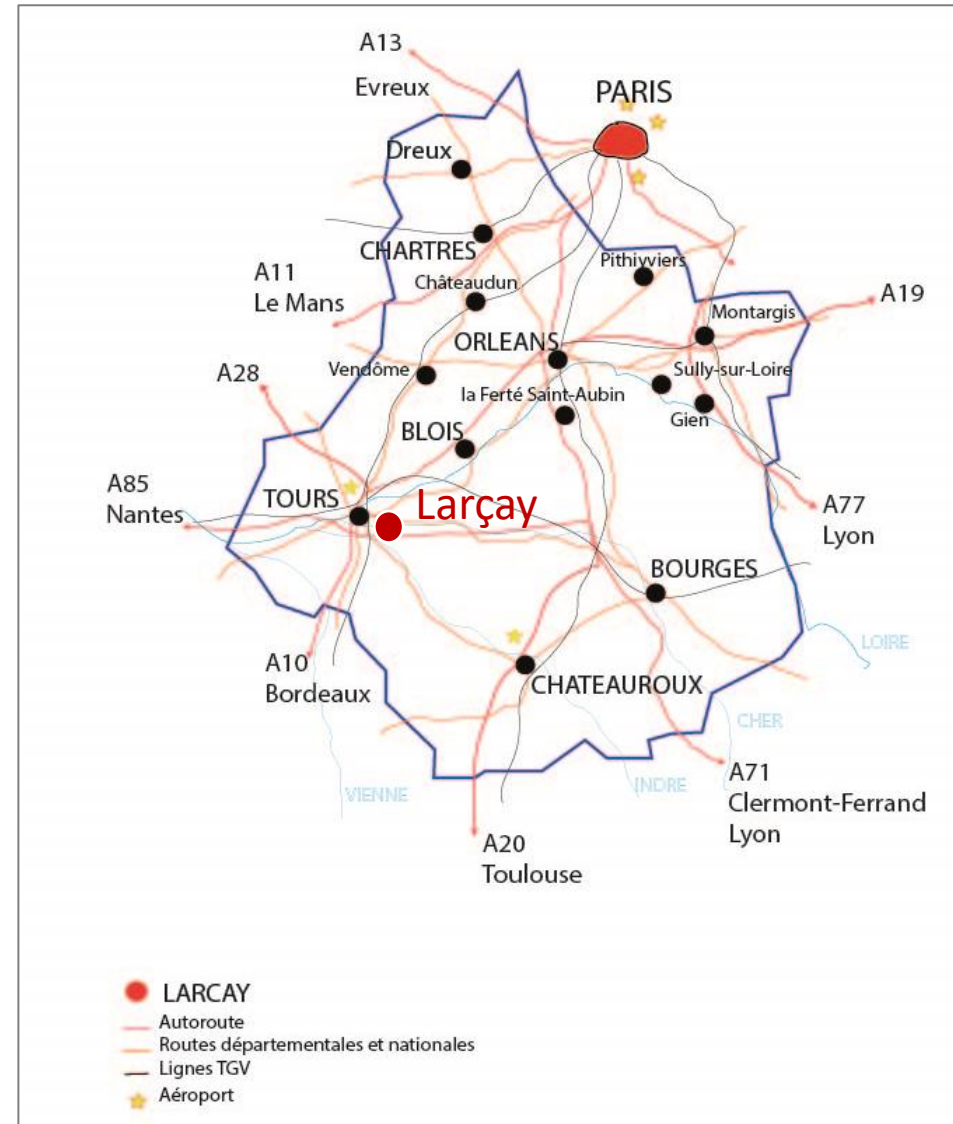 A13
Evreux
PARIS
Dreux
CHARTRES
Pithivviers
A11
Le Mans
Châteaudun
A19
Montargis
ORLEANS
A28
Vendôme
Sully-sur-Loire
la Ferté Saint-Aubin
Gien
BLOIS
A85
Nantes
TOURS
Larçay
A77
Lyon
BOURGES
LOIRE
A10
Bordeaux
CHATEAUROUX
CHER
VIENNE
INDRE
A71
Clermont-Ferrand
Lyon
A20
Toulouse
LARCAY
Autoroute
Routes départementales et nationales
Lignes TGV
Aéroport